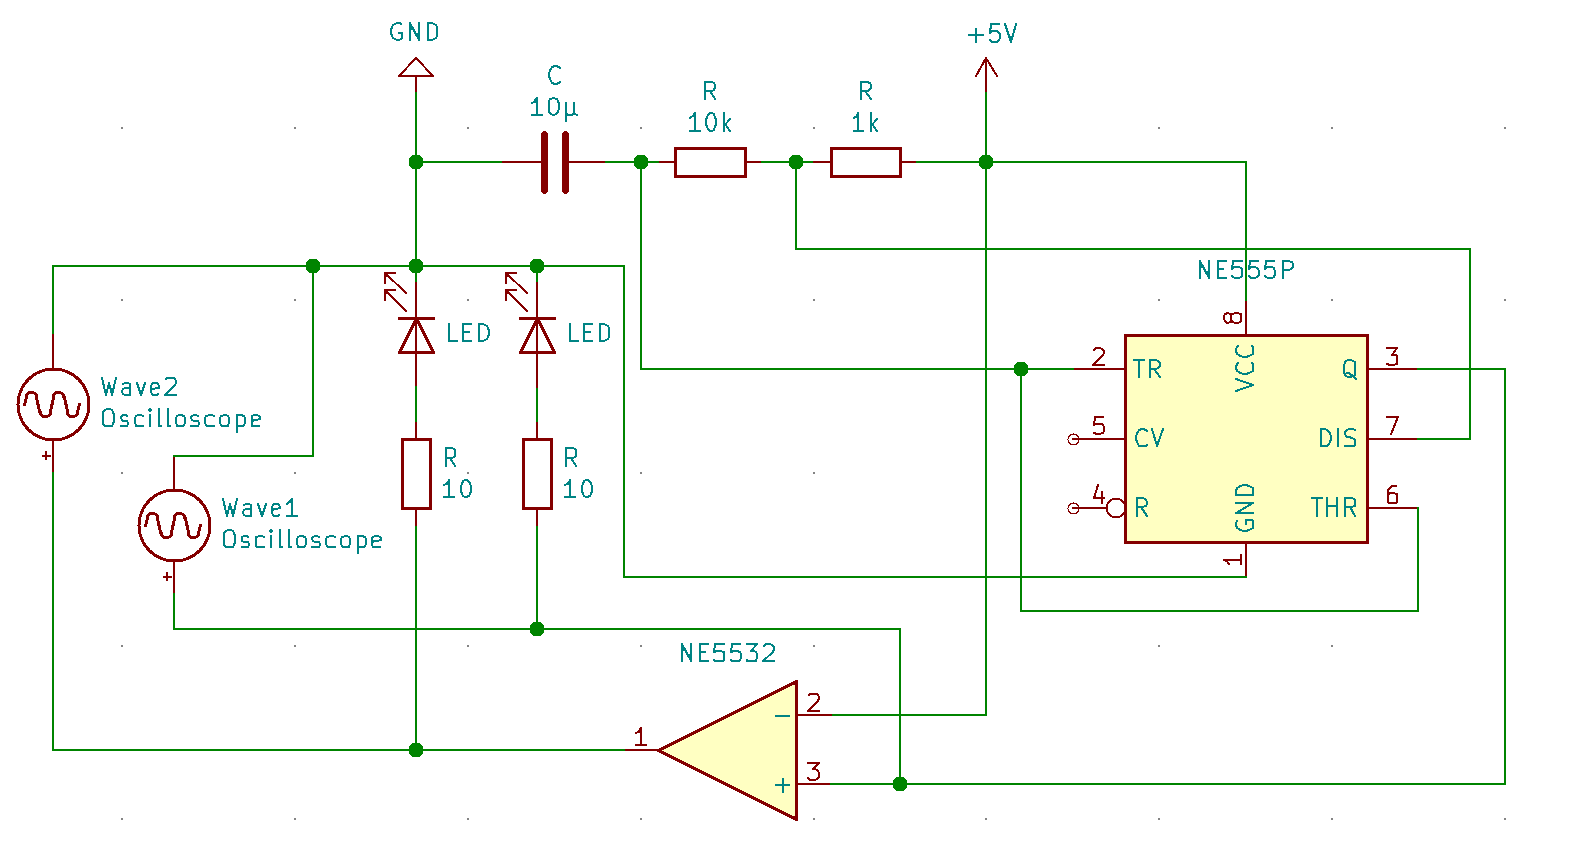 GND
+5V
C
10µ
R
10k
R
1k
NE555P
8
2
TR
VCC
Q
3
5
CV
DIS
7
4
R
GND
THR
6
1
LED
LED
Wave2
Oscilloscope
+
R
10
R
10
Wave1
Oscilloscope
+
NE5532
2
−
1
3
+